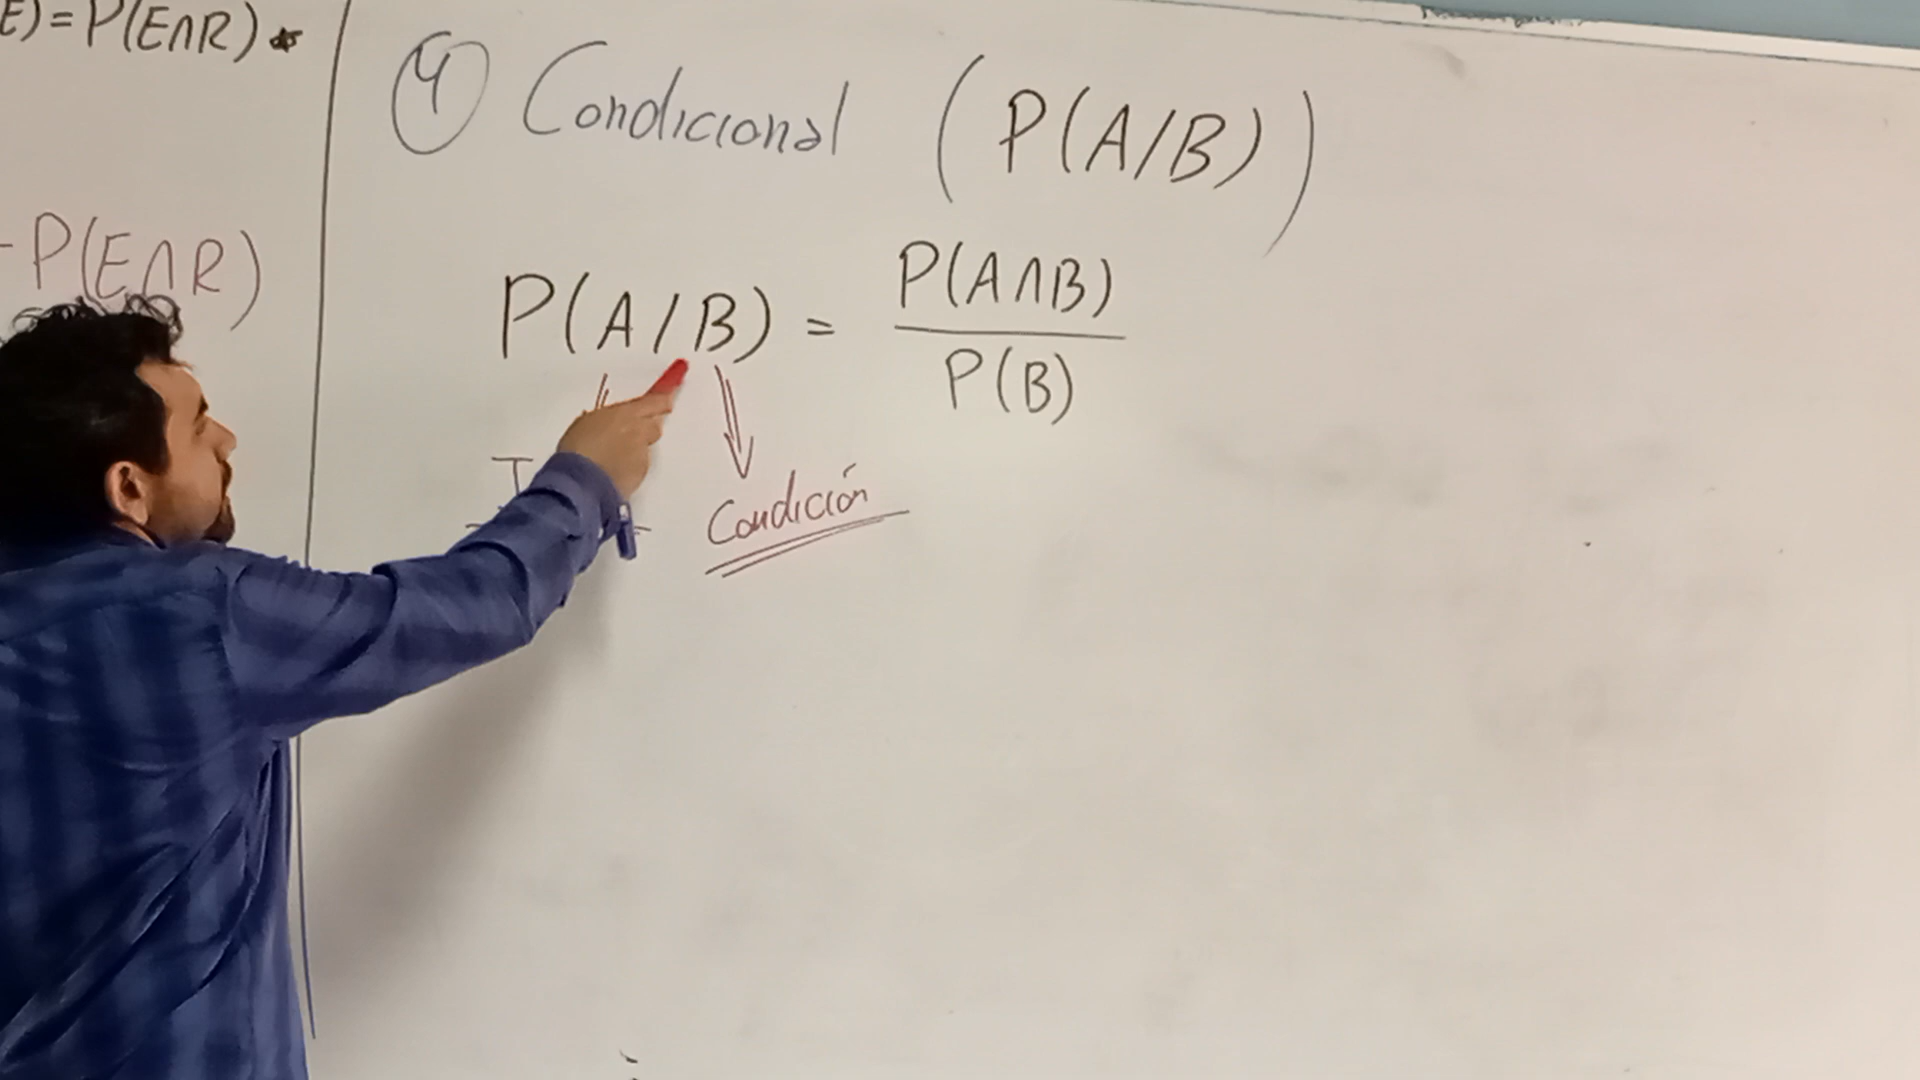 E)=P(E∩R) *
-P(E∩R)
④ Condicional (P(A/B))
P(A/B) = P(A∩B)
P(B)
Condición